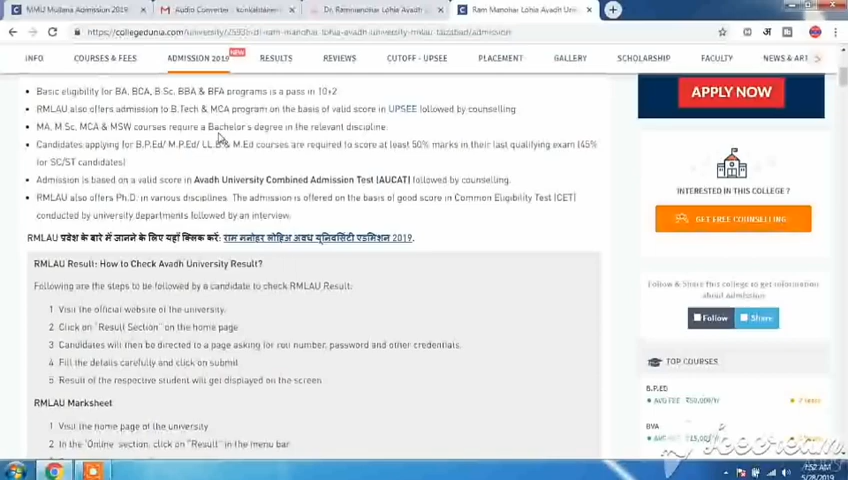 MMU Mullana Admission 2019
Audio Converter - kunkalstaree
Dr. Rammanohar Lohia Avadh
Ram Manohar Lohia Avadh Uni
INFO
COURSES & FEES
ADMISSION 2019
NEW
RESULTS
REVIEWS
CUTOFF - UPSEE
PLACEMENT
GALLERY
SCHOLARSHIP
FACULTY
NEWS & ART
Basic eligibility for BA, BCA, B.Sc, BBA & BFA programs is a pass in 10+2
RMLAU also offers admission to B.Tech & MCA program on the basis of valid score in UPSEE followed by counselling
MA, M.Sc, MCA & MSW courses require a Bachelor's degree in the relevant discipline.
Candidates applying for B.P.Ed/ M.P.Ed/ LL.B & M.Ed courses are required to score at least 50% marks in their last qualifying exam (45%
for SC/ST candidates)
Admission is based on a valid score in Avadh University Combined Admission Test (AUCAT) followed by counselling.
RMLAU also offers Ph.D. in various disciplines. The admission is offered on the basis of good score in Common Eligibility Test (CET)
conducted by university departments followed by an interview.
RMLAU प्रवेश के बारे में जानने के लिए यहाँ क्लिक करें: राम मनोहर लोहिअ अवध यूनिवर्सिटी एडमिशन 2019.
RMLAU Result: How to Check Avadh University Result?
Following are the steps to be followed by a candidate to check RMLAU Result:
1 Visit the official website of the university.
2 Click on "Result Section" on the home page
3 Candidates will then be directed to a page asking for roll number, password and other credentials.
4 Fill the details carefully and click on submit
5 Result of the respective student will get displayed on the screen
RMLAU Marksheet
1 Visit the home page of the university
2 In the 'Online' section, click on "Result" in the menu bar
APPLY NOW
INTERESTED IN THIS COLLEGE ?
GET FREE COUNSELLING
Follow & Share this college to get information
about admission
Follow
Share
TOP COURSES
B.P.ED
AVG FEE : ₹50,000/Yr
2 Years
BVA
5/28/2019